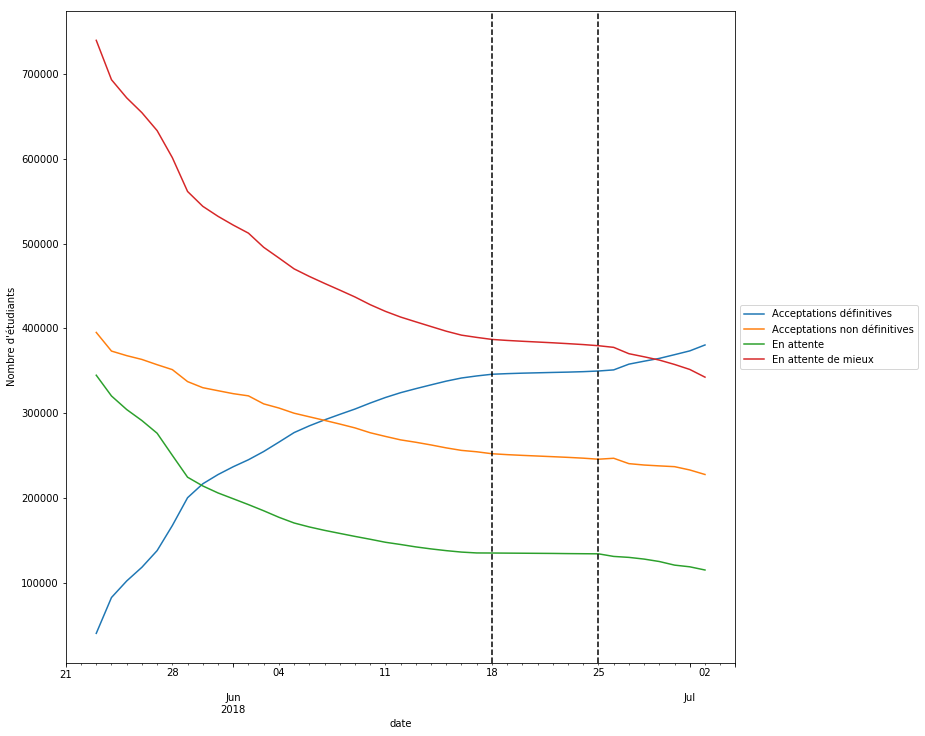 700000
600000
500000
400000
300000
200000
100000
Nombre d'étudiants
21
28
04
11
18
25
02
Jun
2018
Jul
date
Acceptations définitives
Acceptations non définitives
En attente
En attente de mieux